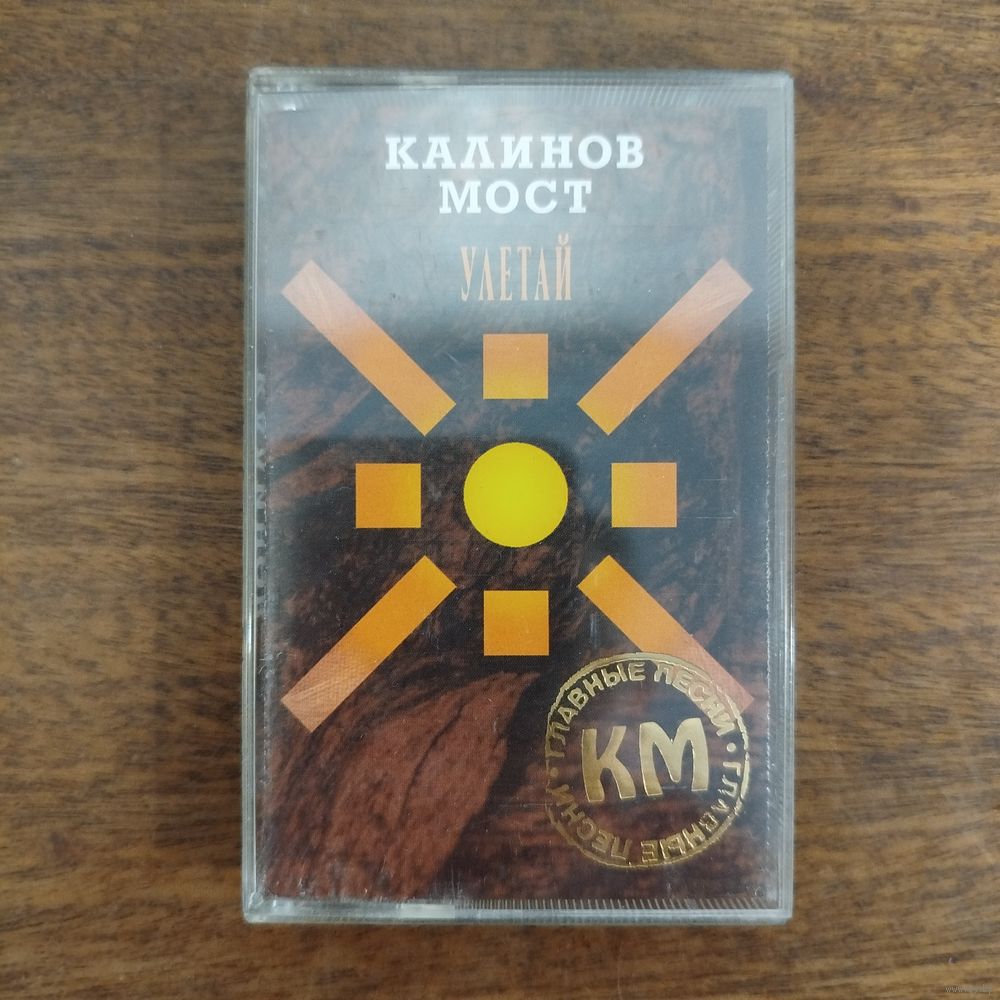 КАЛИНОВ
МОСТ
УЛЕТАЙ
ГЛАВНЫЕ ПЕСНИ • ГЛАВНЫЕ ПЕСНИ •
КМ